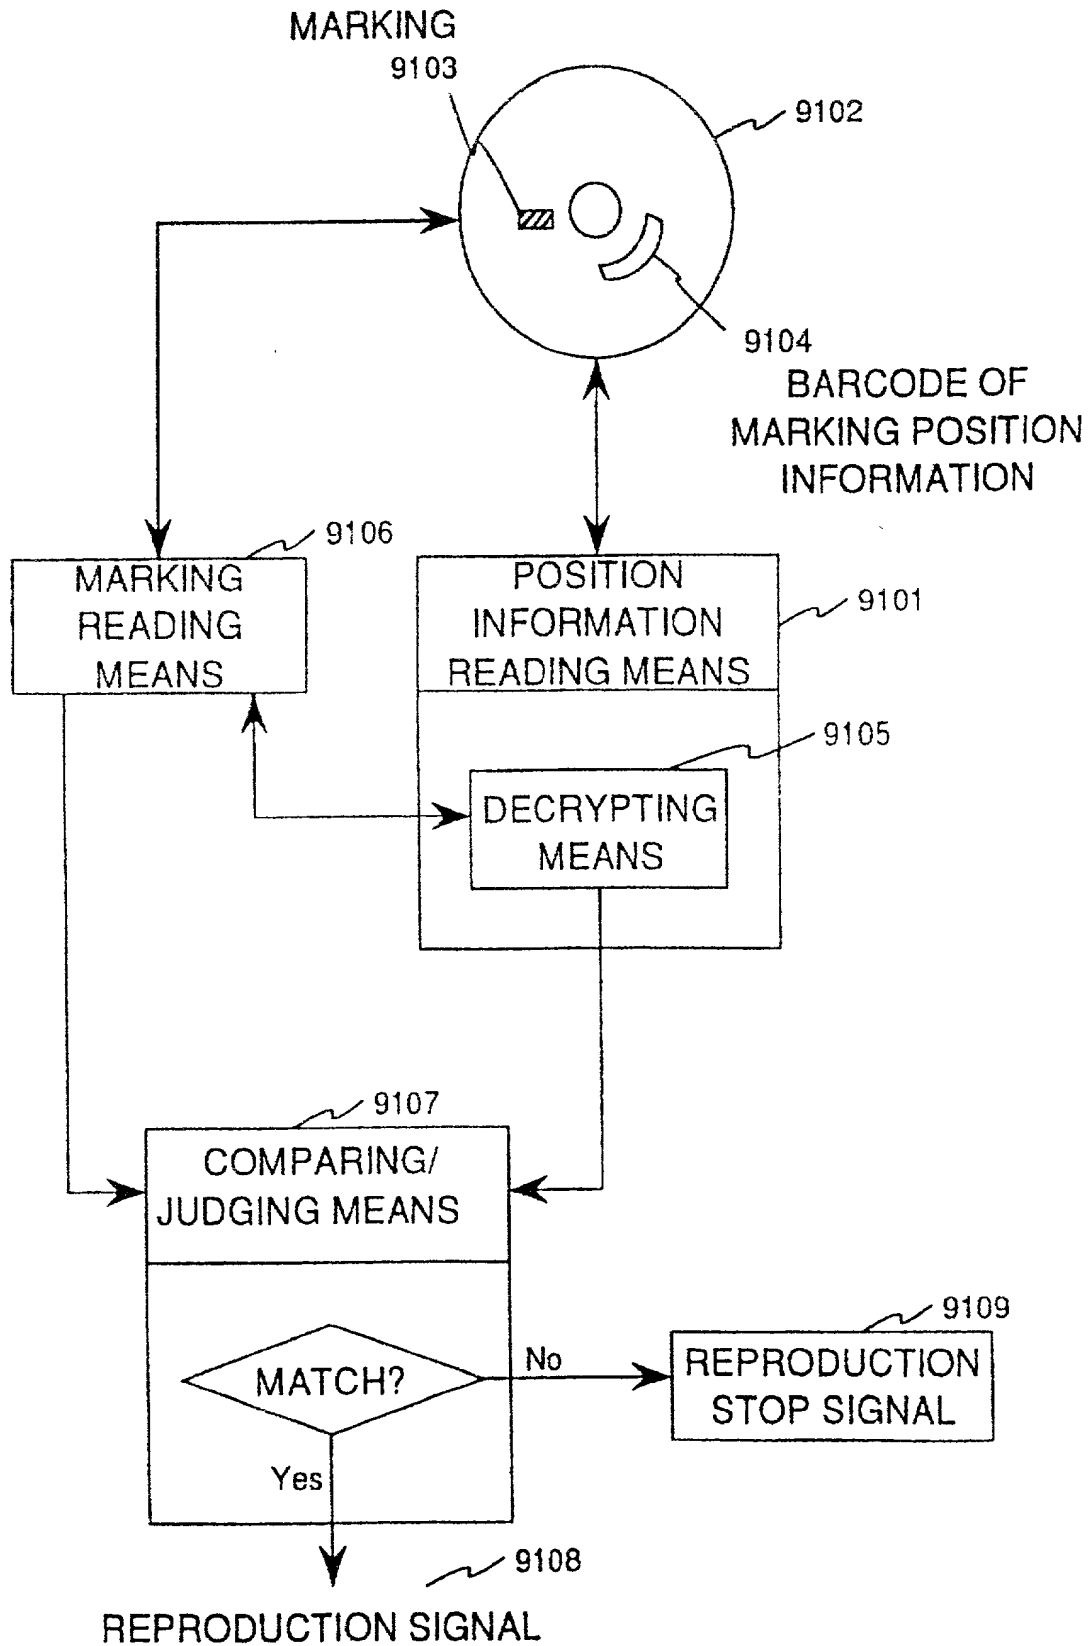 MARKING
9103
9102
9104
BARCODE OF
MARKING POSITION
INFORMATION
9106
MARKING
READING
MEANS
POSITION
INFORMATION
READING MEANS
9101
9105
DECRYPTING
MEANS
9107
COMPARING/
JUDGING MEANS
MATCH?
No
Yes
9109
REPRODUCTION
STOP SIGNAL
9108
REPRODUCTION SIGNAL